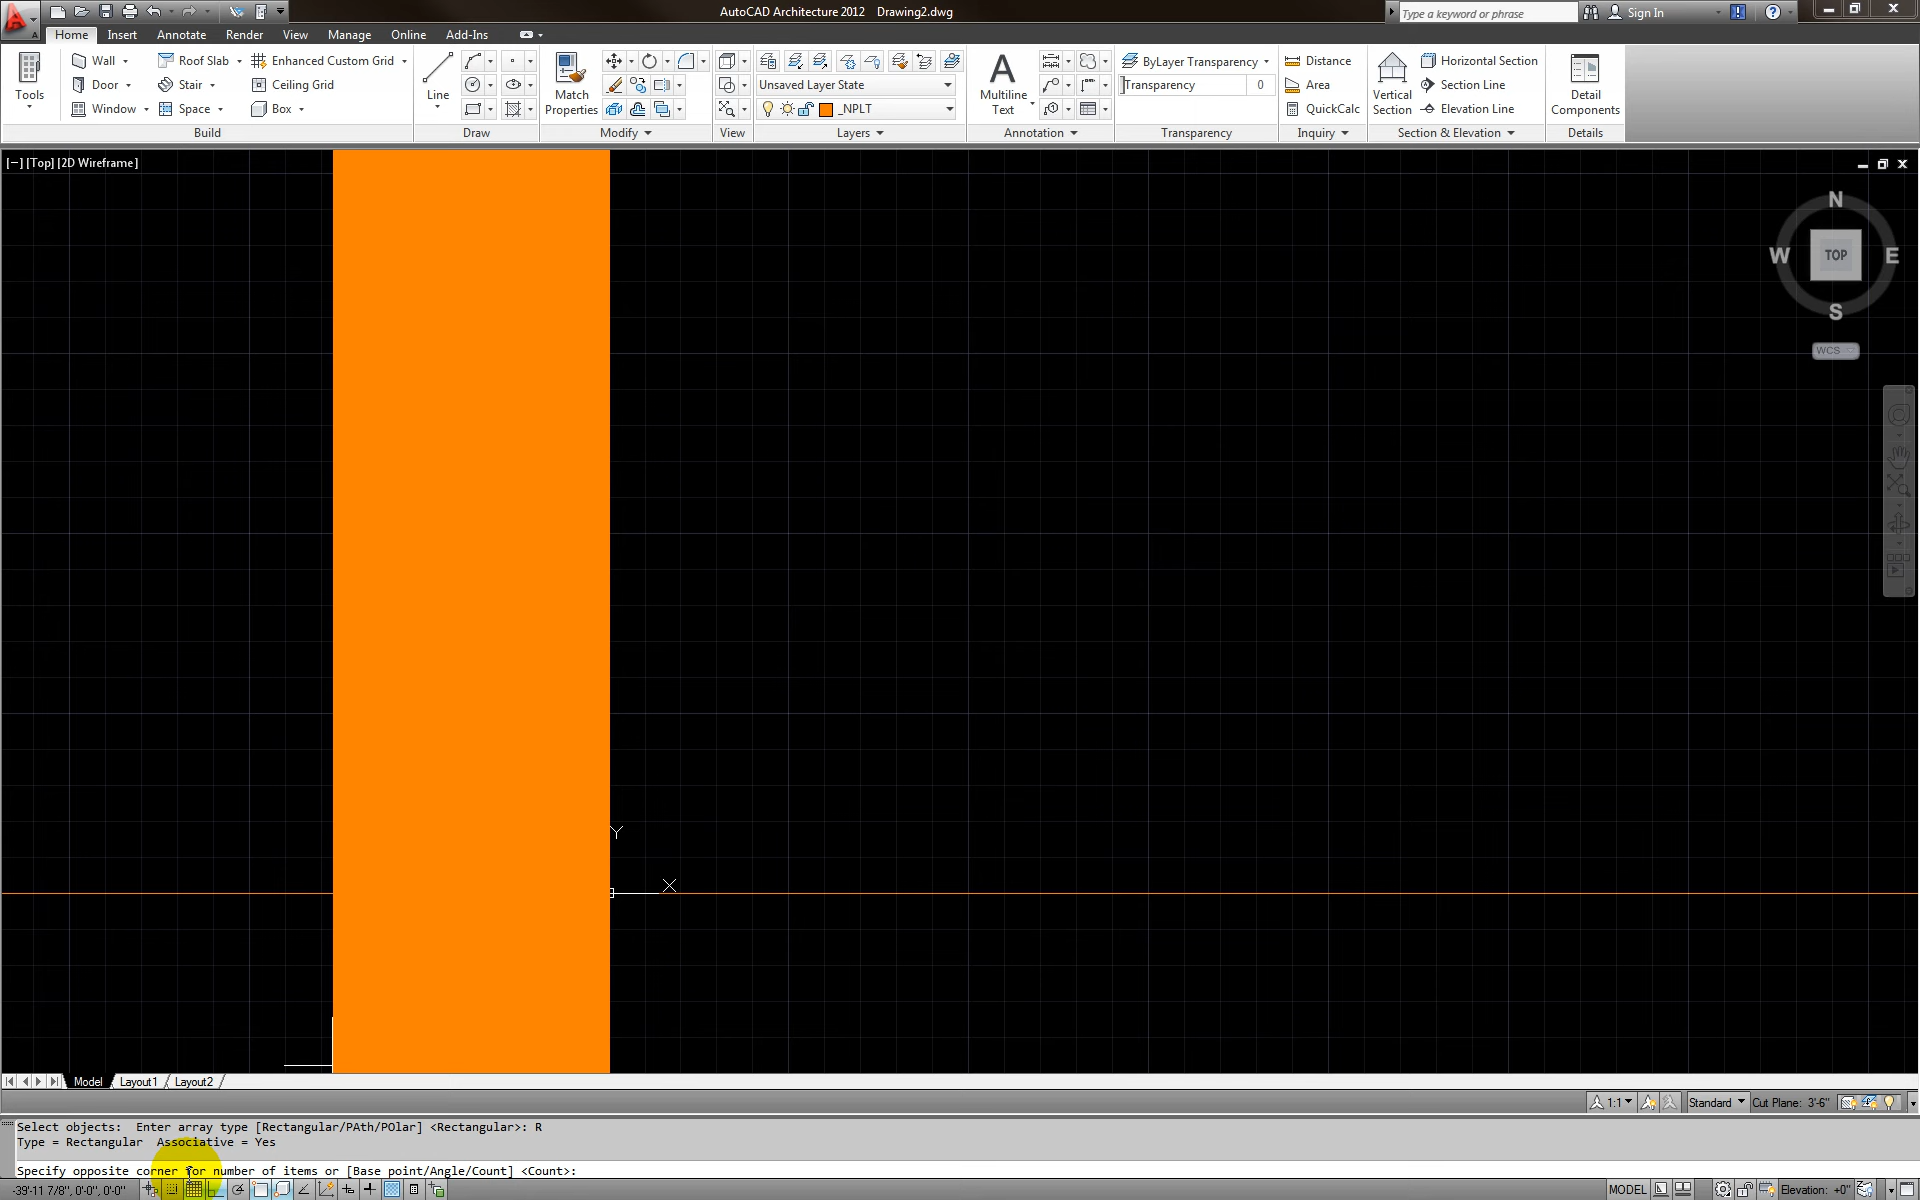 AutoCAD Architecture 2012 Drawing2.dwg
Type a keyword or phrase
Sign In
Home Insert Annotate Render View Manage Online Add-Ins
Tools
Wall
Door
Window
Roof Slab
Stair
Space
Enhanced Custom Grid
Ceiling Grid
Box
Build
Line
Draw
Match
Properties
Modify
View
Unsaved Layer State
_NPLT
Layers
A
Multiline
Text
Annotation
ByLayer Transparency
Transparency 0
Transparency
Distance
Area
QuickCalc
Inquiry
Vertical
Section
Horizontal Section
Section Line
Elevation Line
Section & Elevation
Detail
Components
Details
[−] [Top] [2D Wireframe]
N
W TOP E
S
WCS
Y
X
Model Layout1 Layout2
1:1 Standard Cut Plane: 3'-6"
Select objects: Enter array type [Rectangular/PAth/POlar] <Rectangular>: R
Type = Rectangular Associative = Yes
Specify opposite corner for number of items or [Base point/Angle/Count] <Count>:
-39'-11 7/8", 0'-0", 0'-0" MODEL Elevation: +0"